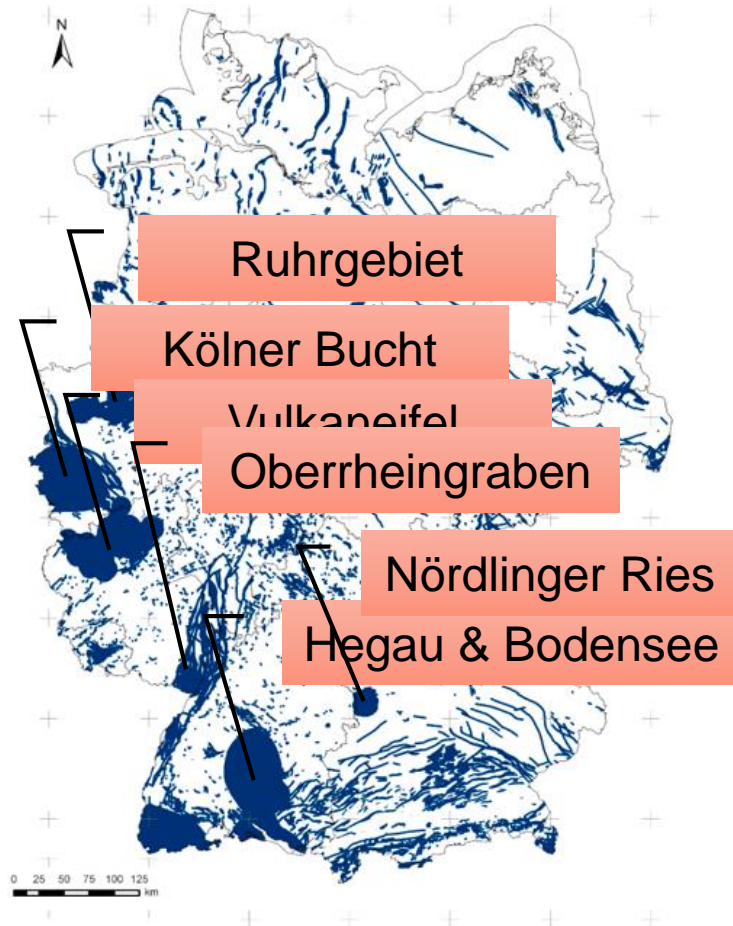 N
Ruhrgebiet
Kölner Bucht
Vulkaneifel
Oberrheingraben
Nördlinger Ries
Hegau & Bodensee
0 25 50 75 100 125
km